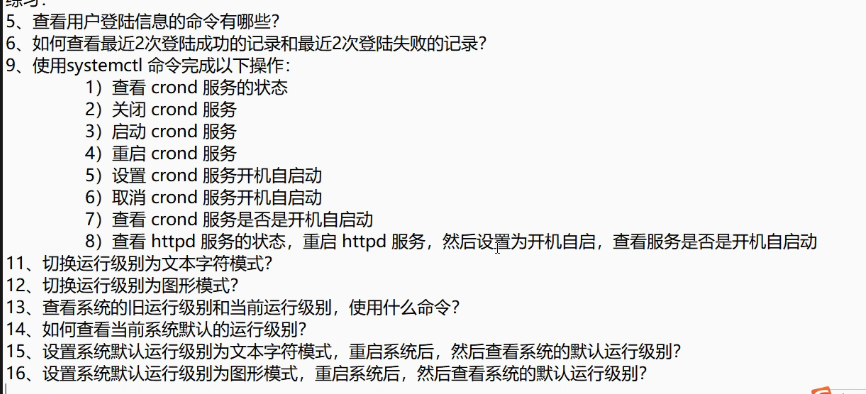 练习：
5、查看用户登陆信息的命令有哪些？
6、如何查看最近2次登陆成功的记录和最近2次登陆失败的记录？
9、使用systemctl 命令完成以下操作：
1）查看 crond 服务的状态
2）关闭 crond 服务
3）启动 crond 服务
4）重启 crond 服务
5）设置 crond 服务开机自启动
6）取消 crond 服务开机自启动
7）查看 crond 服务是否是开机自启动
8）查看 httpd 服务的状态，重启 httpd 服务，然后设置为开机自启，查看服务是否是开机自启动
11、切换运行级别为文本字符模式？
12、切换运行级别为图形模式？
13、查看系统的旧运行级别和当前运行级别，使用什么命令？
14、如何查看当前系统默认的运行级别？
15、设置系统默认运行级别为文本字符模式，重启系统后，然后查看系统的默认运行级别？
16、设置系统默认运行级别为图形模式，重启系统后，然后查看系统的默认运行级别？